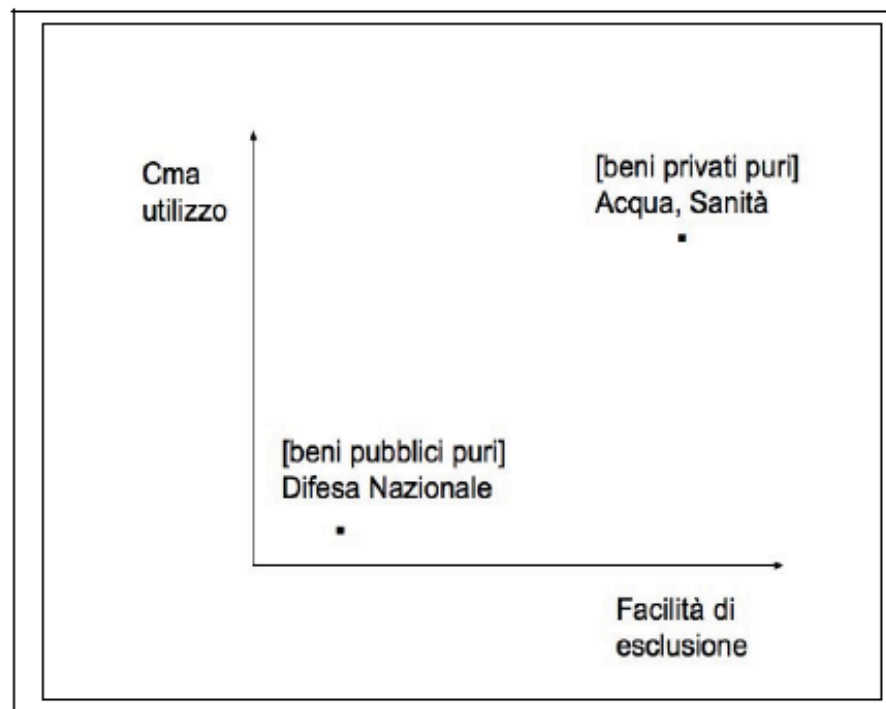 Cma
utilizzo
[beni privati puri]
Acqua, Sanità
[beni pubblici puri]
Difesa Nazionale
Facilità di
esclusione